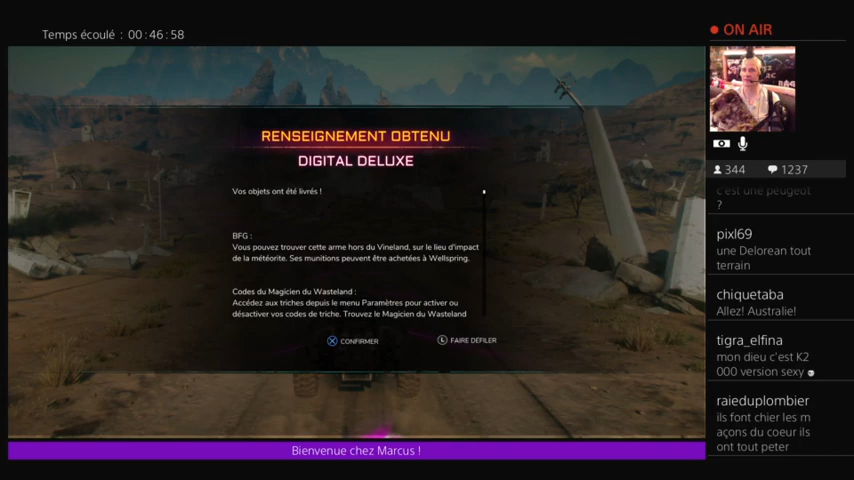 Temps écoulé : 00:46:58
ON AIR
RENSEIGNEMENT OBTENU
DIGITAL DELUXE
Vos objets ont été livrés !
BFG :
Vous pouvez trouver cette arme hors du Vineland, sur le lieu d'impact
de la météorite. Ses munitions peuvent être achetées à Wellspring.
Codes du Magicien du Wasteland :
Accédez aux triches depuis le menu Paramètres pour activer ou
désactiver vos codes de triche. Trouvez le Magicien du Wasteland
CONFIRMER
L FAIRE DÉFILER
Bienvenue chez Marcus !
344 1237
c'est une peugeot
?
pixl69
une Delorean tout
terrain
chiquetaba
Allez! Australie!
tigra_elfina
mon dieu c'est K2
000 version sexy
raieduplombier
ils font chier les m
açons du coeur ils
ont tout peter